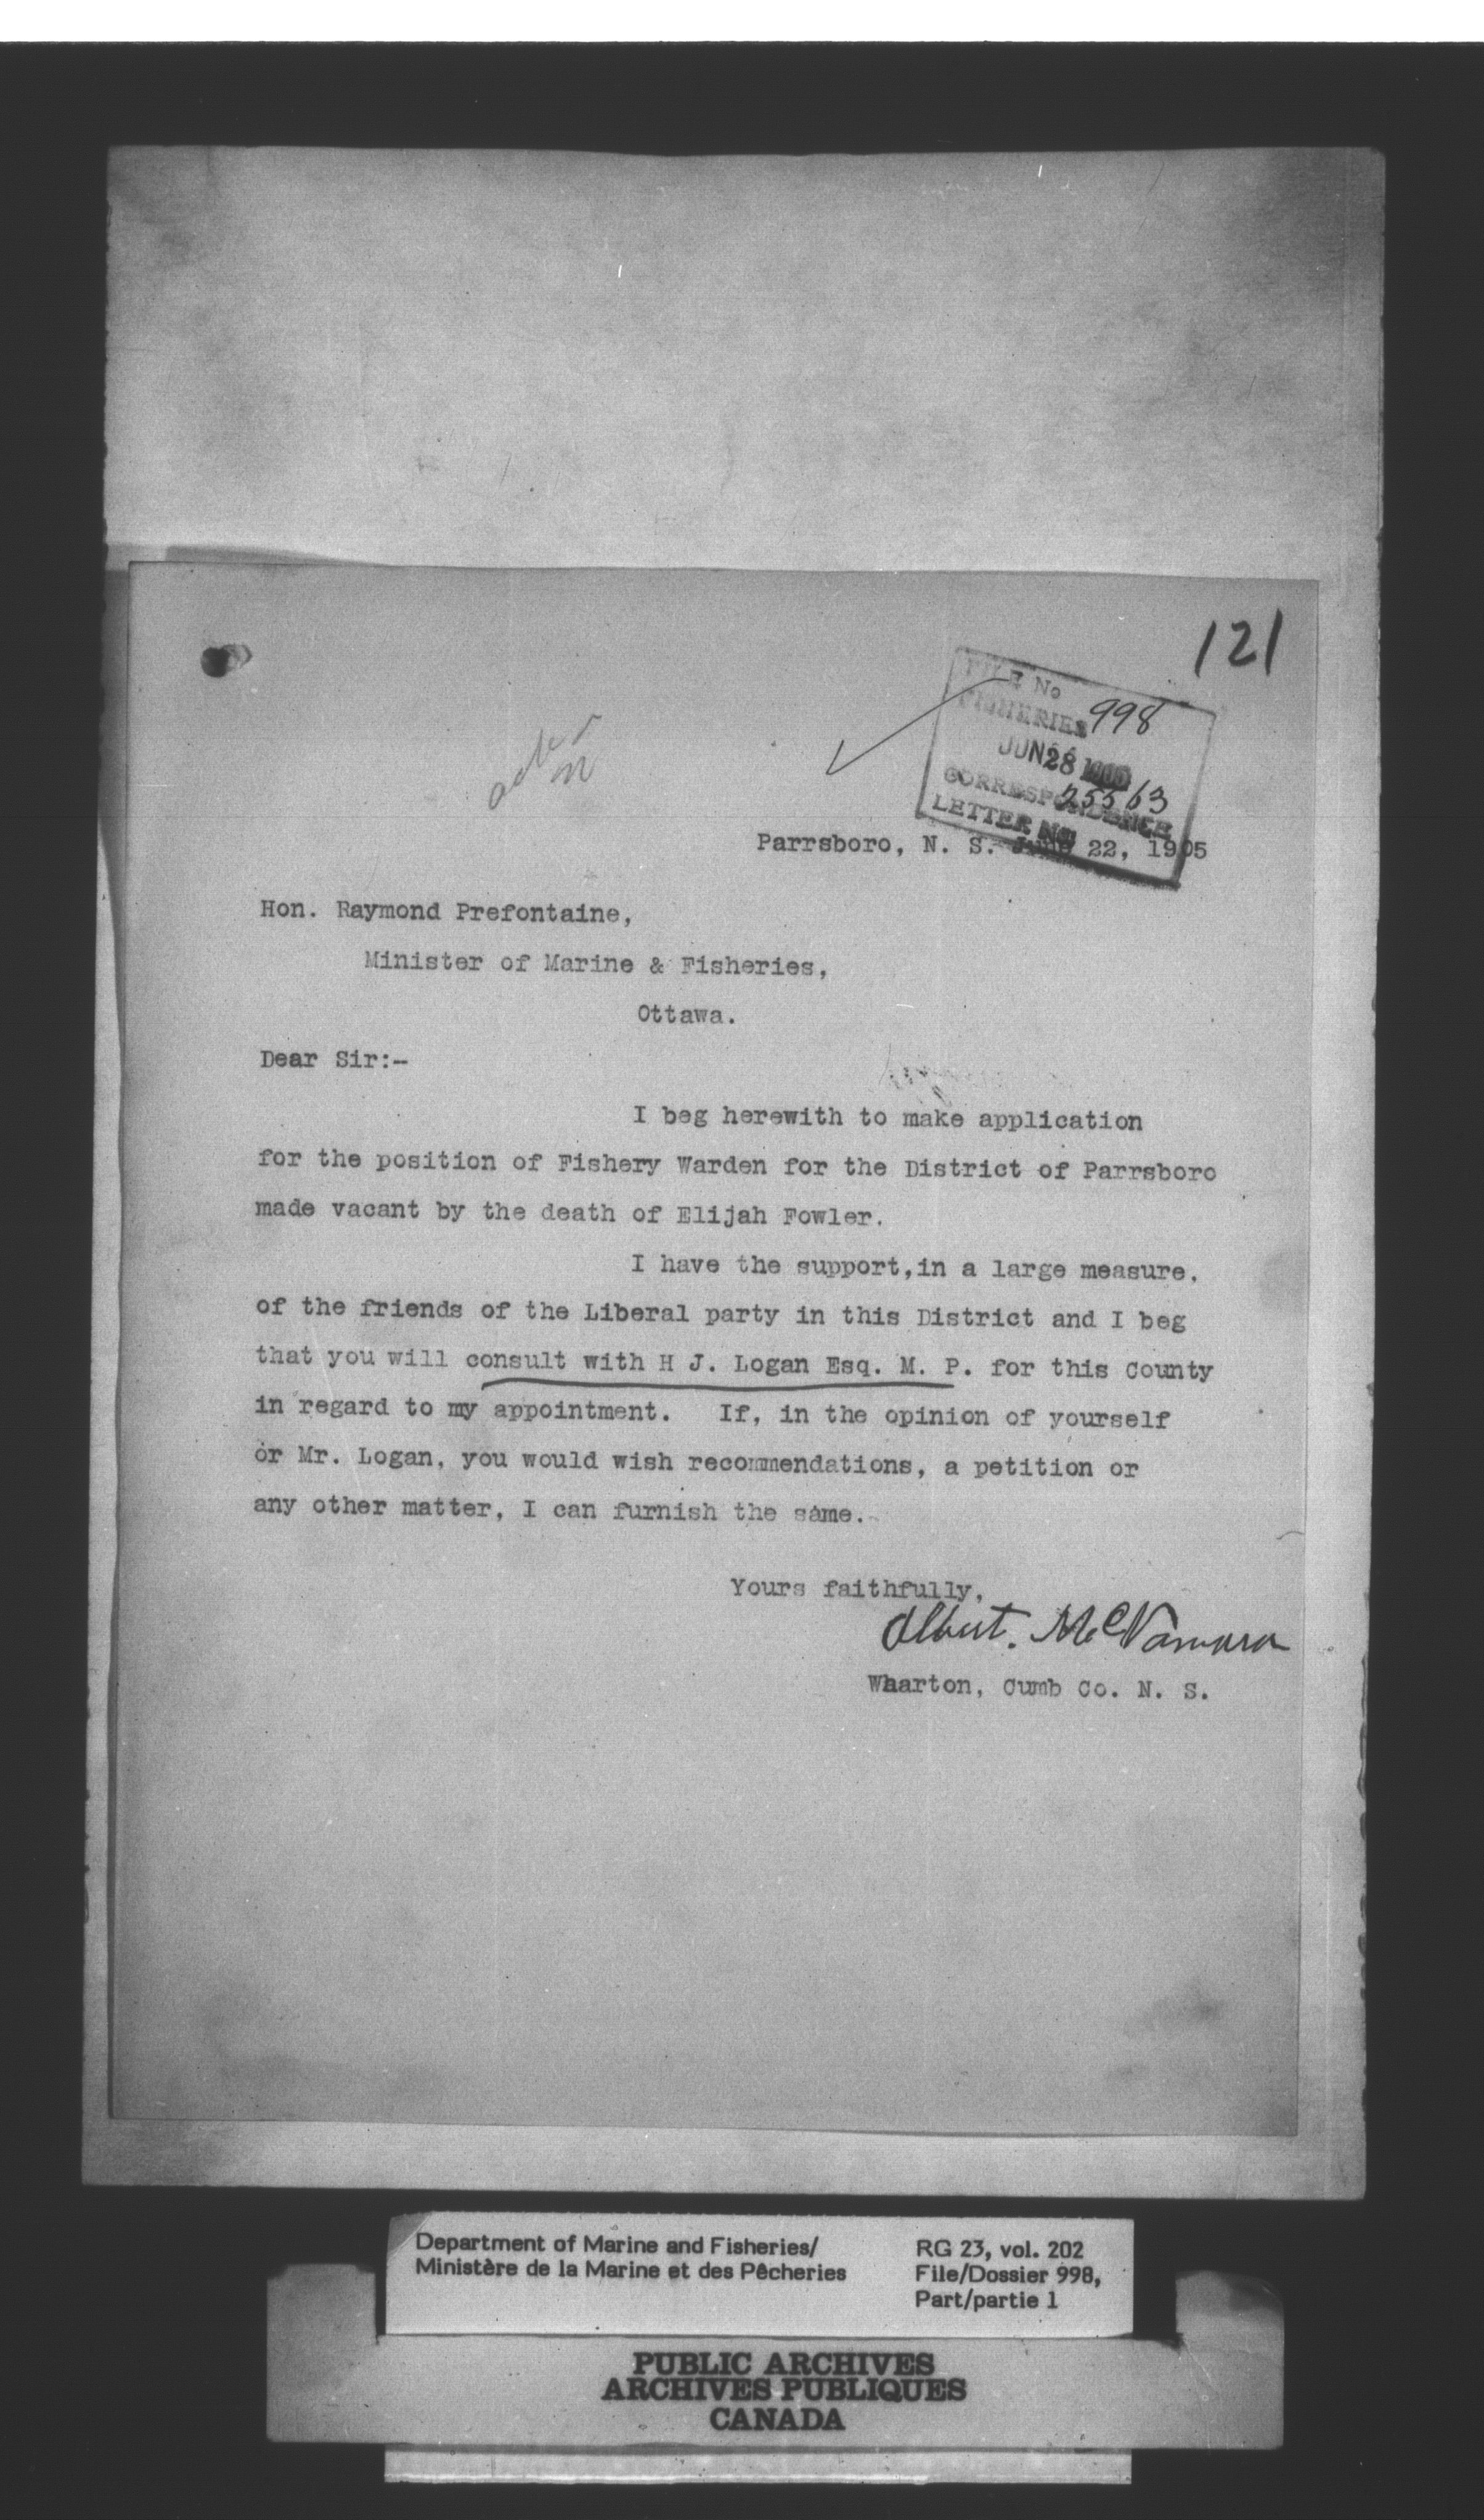 121
FILE No
FISHERIES 998
JUN 28
25563
CORRESPONDENCE
LETTER No
Parrsboro, N. S. June 22, 1905
Hon. Raymond Prefontaine,
Minister of Marine & Fisheries,
Ottawa.
Dear Sir:-
I beg herewith to make application
for the position of Fishery Warden for the District of Parrsboro
made vacant by the death of Elijah Fowler.
I have the support,in a large measure,
of the friends of the Liberal party in this District and I beg
that you will consult with H J. Logan Esq. M. P. for this County
in regard to my appointment. If, in the opinion of yourself
or Mr. Logan, you would wish recommendations, a petition or
any other matter, I can furnish the same.
Yours faithfully,
Albert. McNamara
Wharton, Cumb Co. N. S.
Department of Marine and Fisheries/
Ministère de la Marine et des Pêcheries
RG 23, vol. 202
File/Dossier 998,
Part/partie 1
PUBLIC ARCHIVES
ARCHIVES PUBLIQUES
CANADA